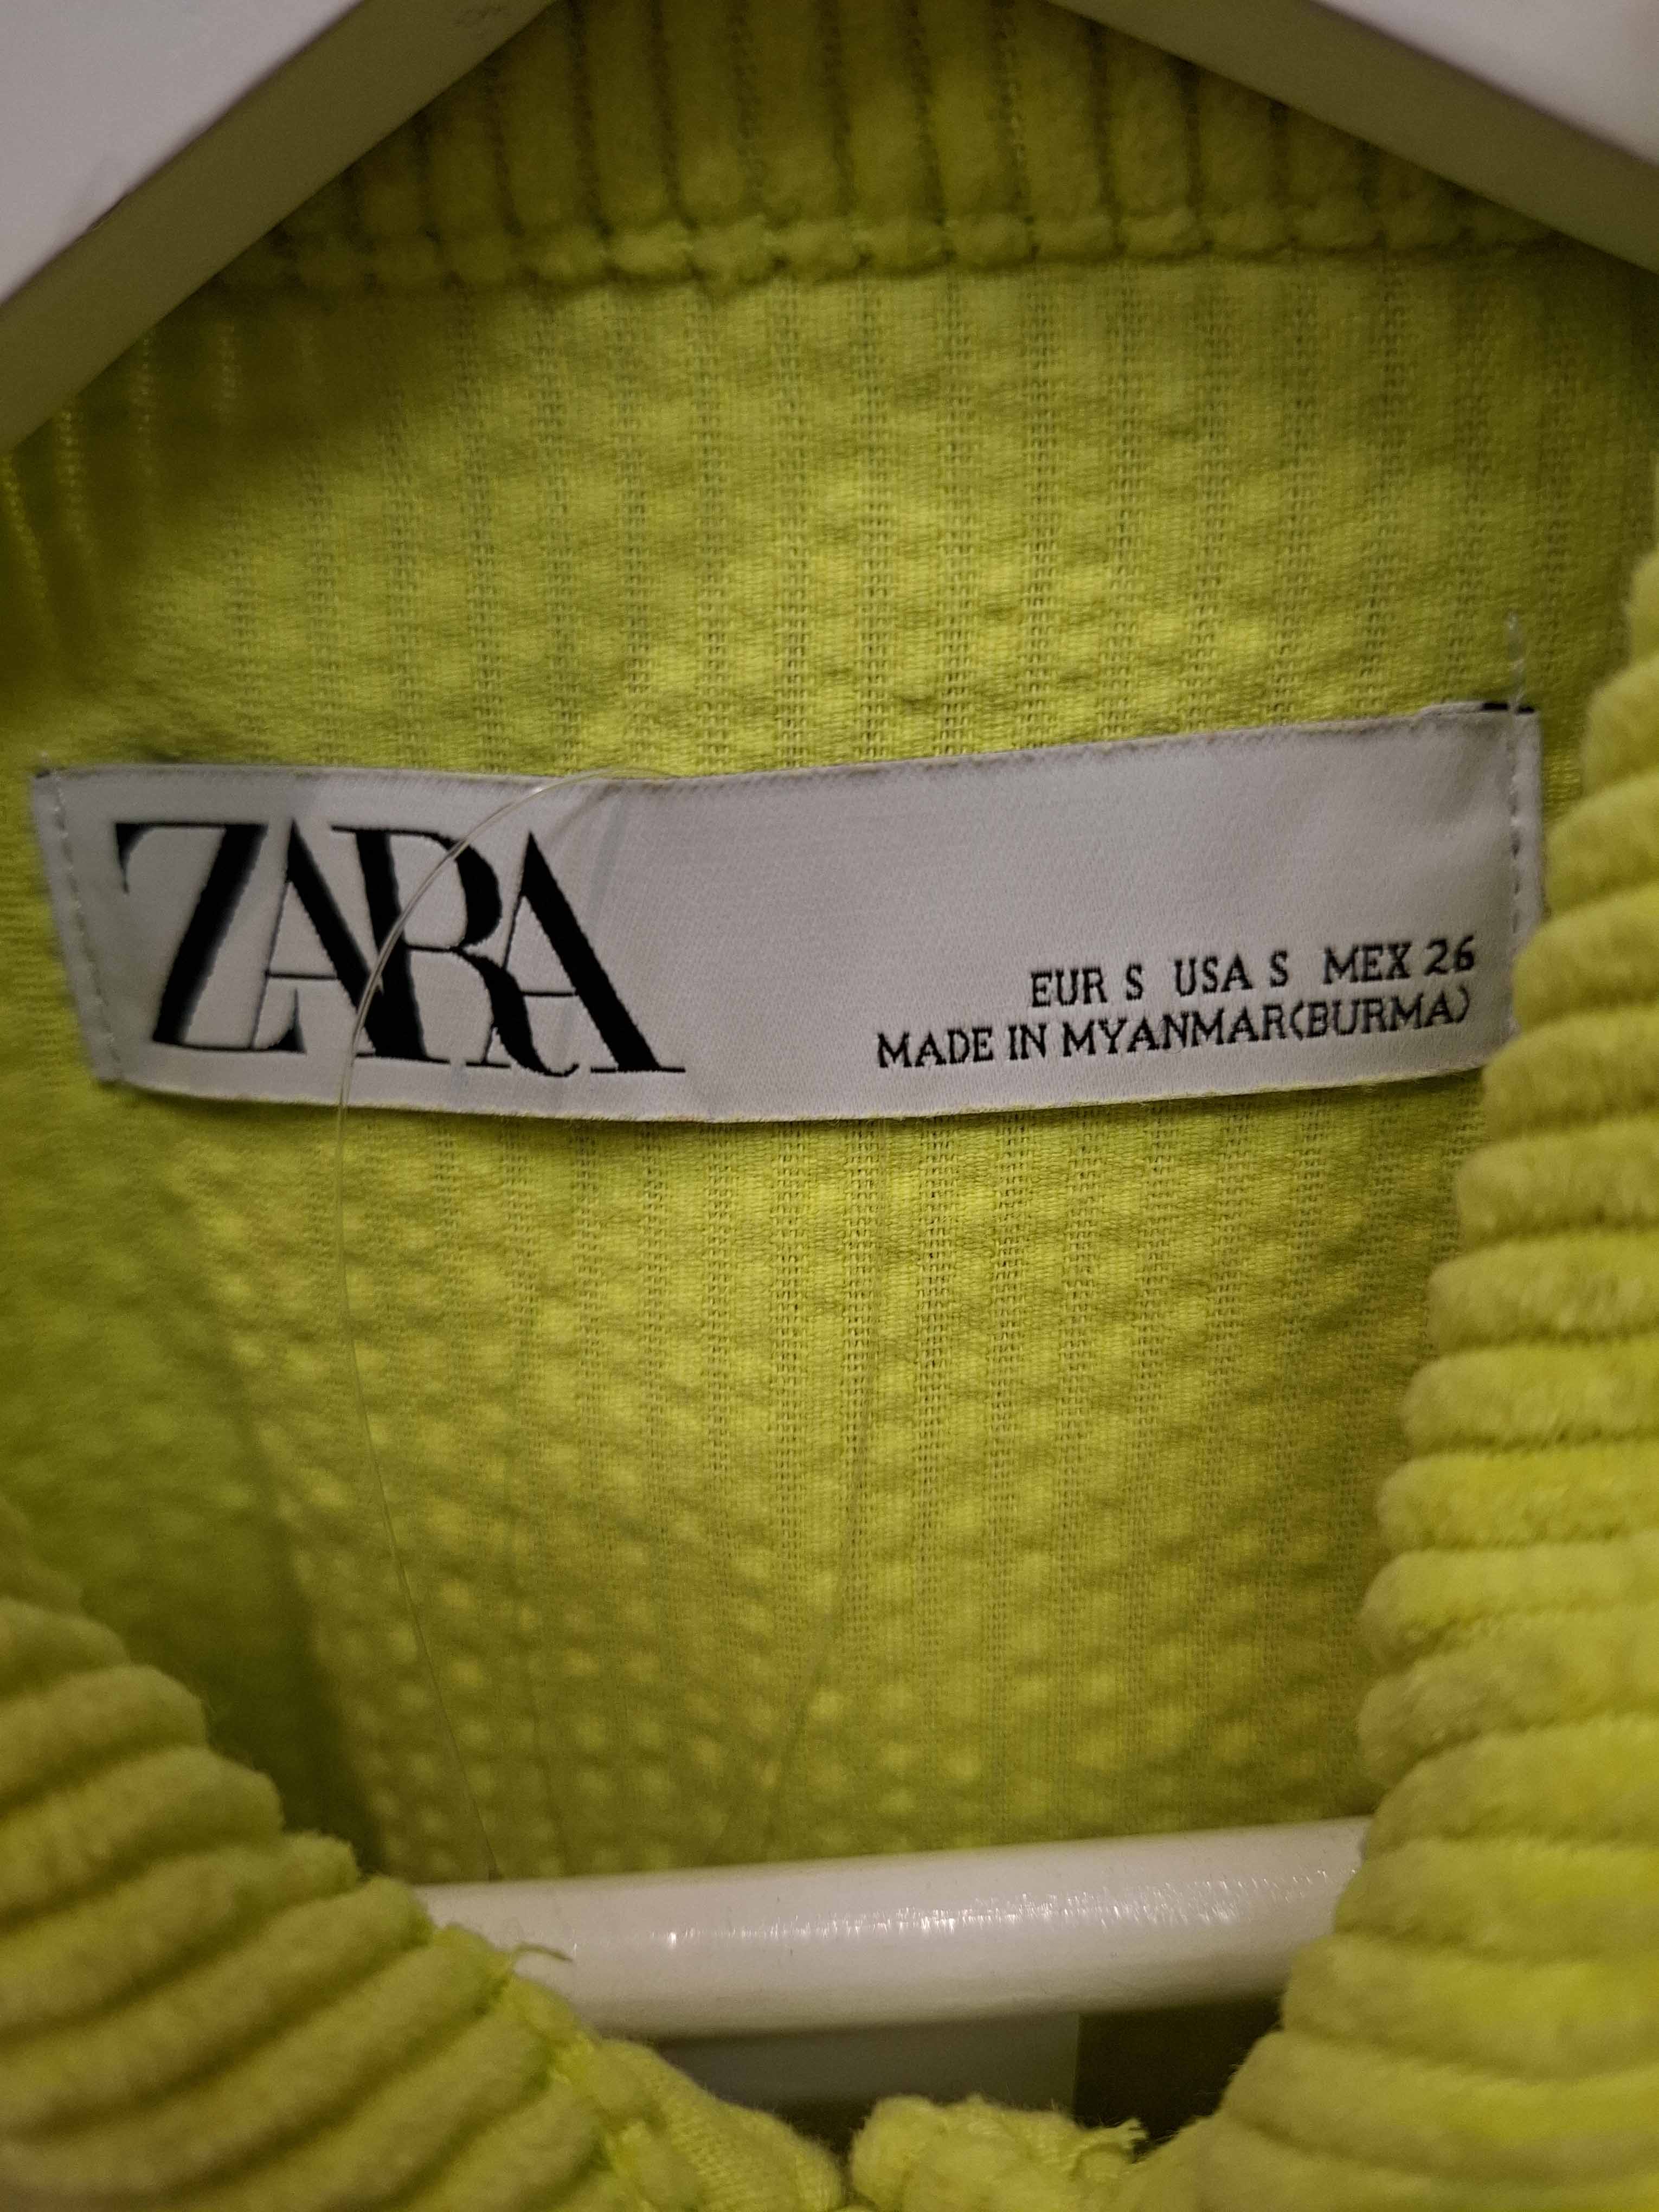 ZARA
EUR S USA S MEX 26
MADE IN MYANMAR(BURMA)